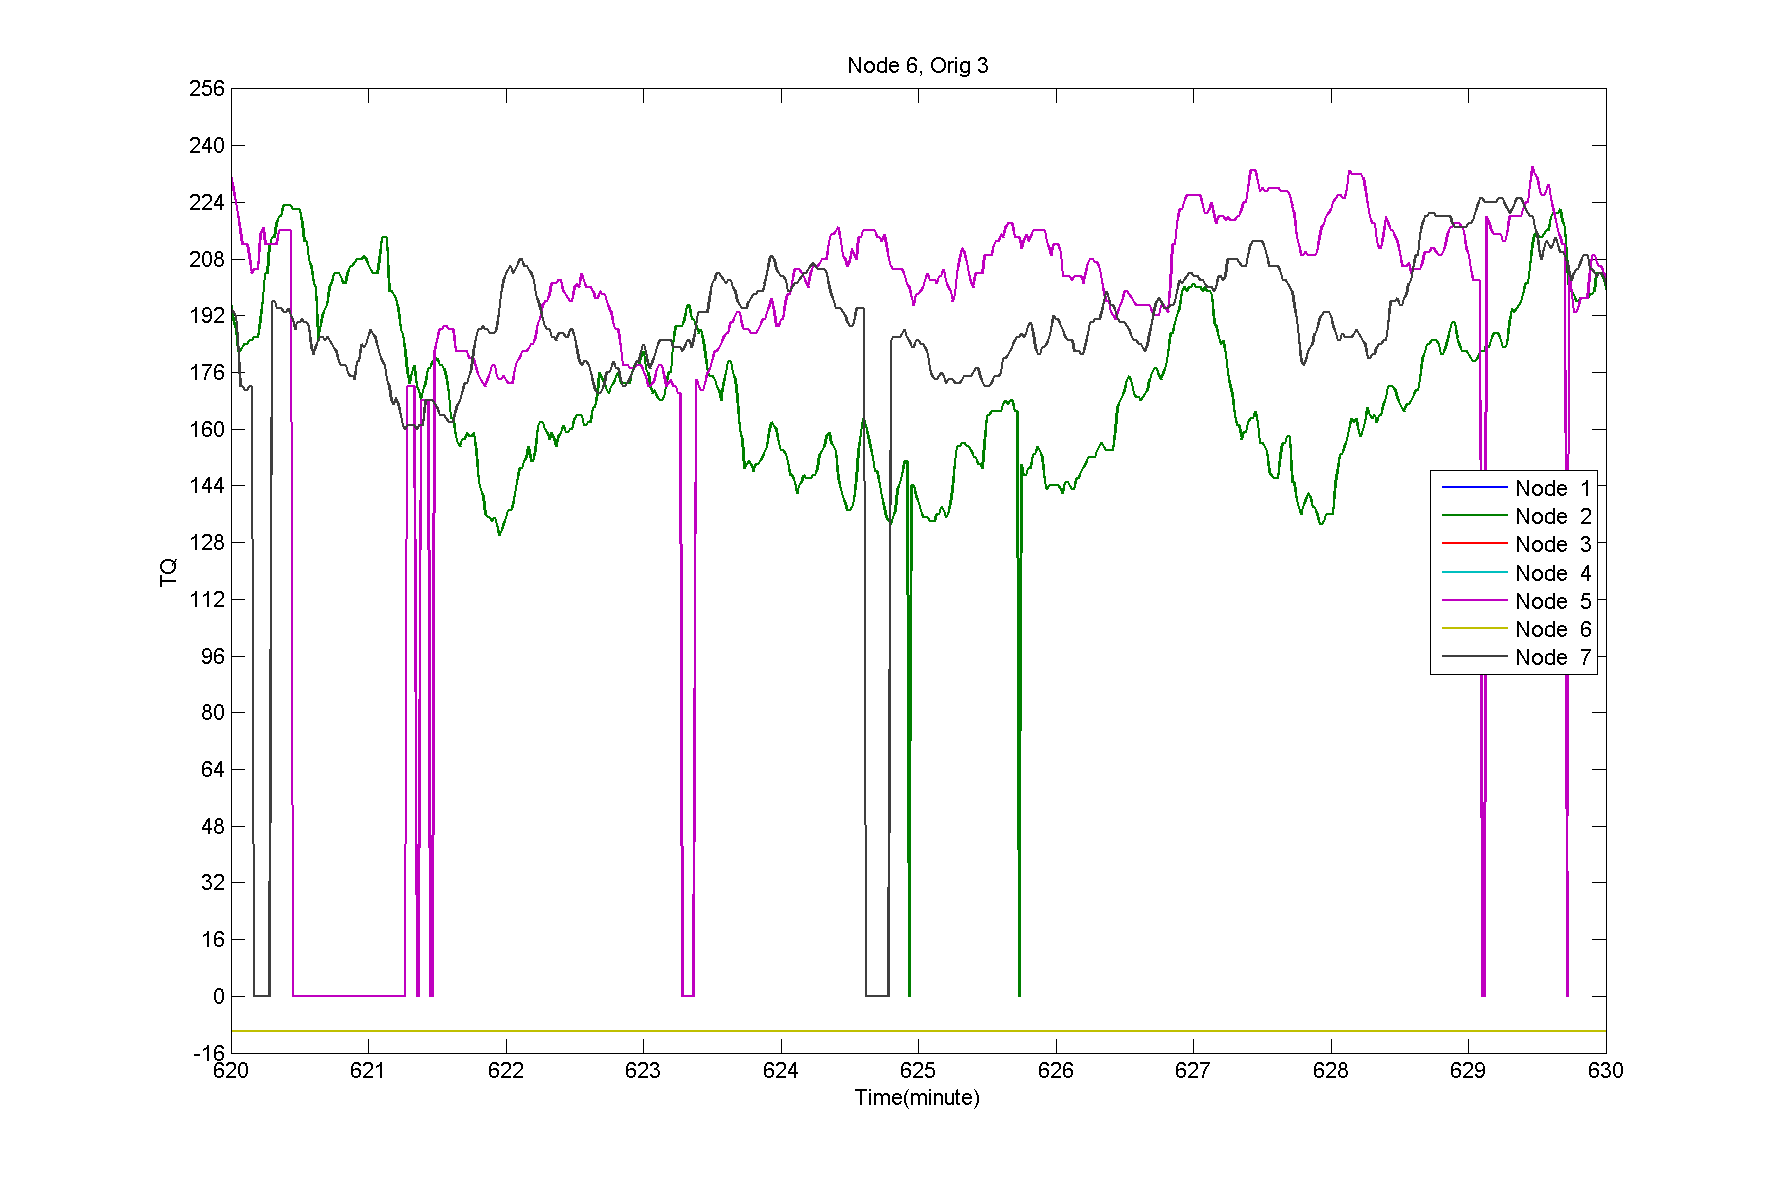 Node 6, Orig 3
256
240
224
208
192
176
160
144
128
112
96
80
64
48
32
16
0
-16
TQ
620 621 622 623 624 625 626 627 628 629 630
Time(minute)
Node 1
Node 2
Node 3
Node 4
Node 5
Node 6
Node 7